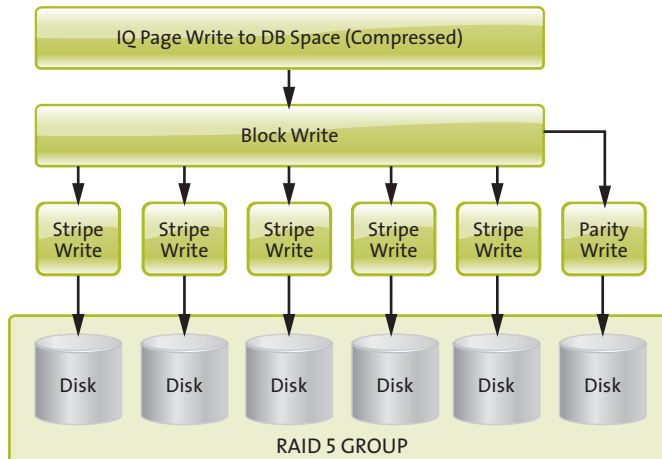 IQ Page Write to DB Space (Compressed)
Block Write
Stripe
Write
Stripe
Write
Stripe
Write
Stripe
Write
Stripe
Write
Parity
Write
Disk
Disk
Disk
Disk
Disk
Disk
RAID 5 GROUP